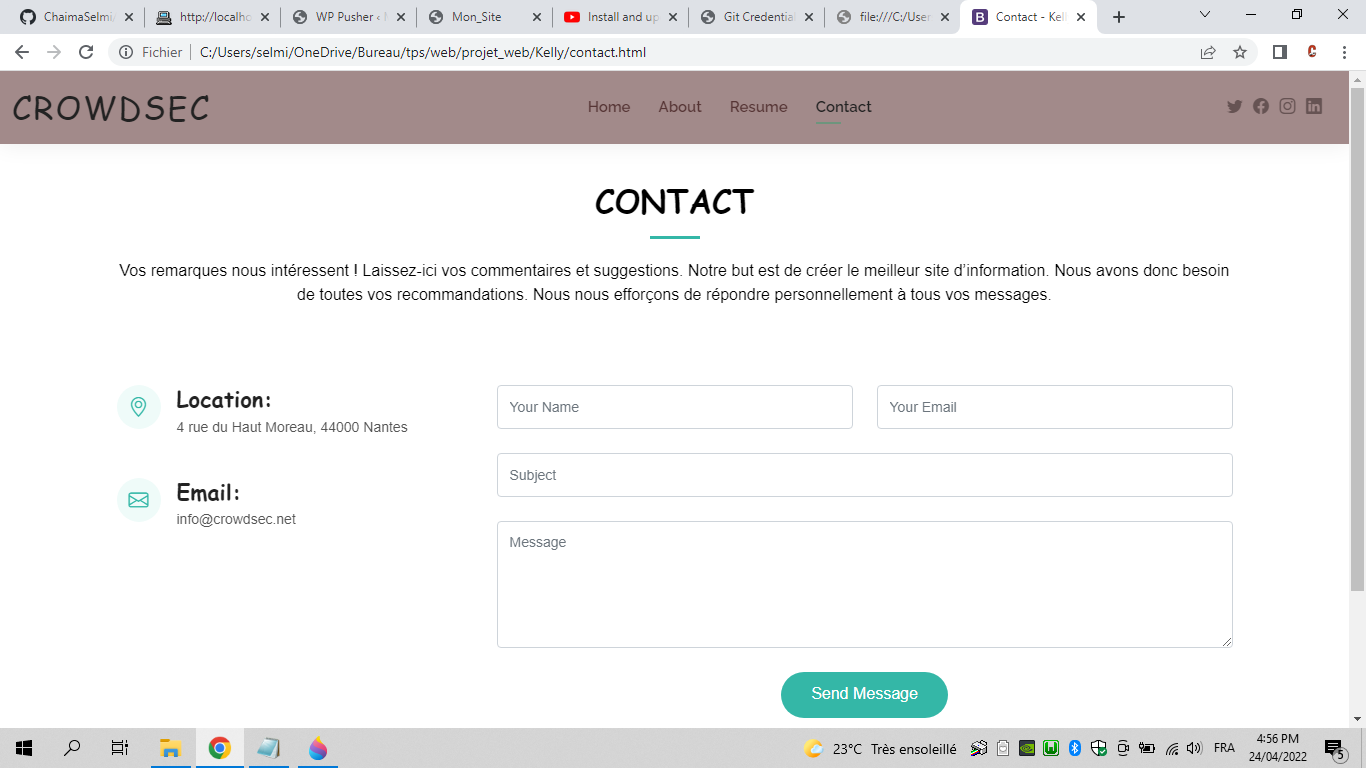 ChaimaSelmi/
http://localho
WP Pusher ‹
Mon_Site
Install and up
Git Credential
file:///C:/User
Contact - Kel
Fichier
C:/Users/selmi/OneDrive/Bureau/tps/web/projet_web/Kelly/contact.html
CROWDSEC
Home About Resume Contact
CONTACT
Vos remarques nous intéressent ! Laissez-ici vos commentaires et suggestions. Notre but est de créer le meilleur site d’information. Nous avons donc besoin
de toutes vos recommandations. Nous nous efforçons de répondre personnellement à tous vos messages.
Location:
4 rue du Haut Moreau, 44000 Nantes
Email:
info@crowdsec.net
Your Name
Your Email
Subject
Message
Send Message
23°C Très ensoleillé
FRA
4:56 PM
24/04/2022
5